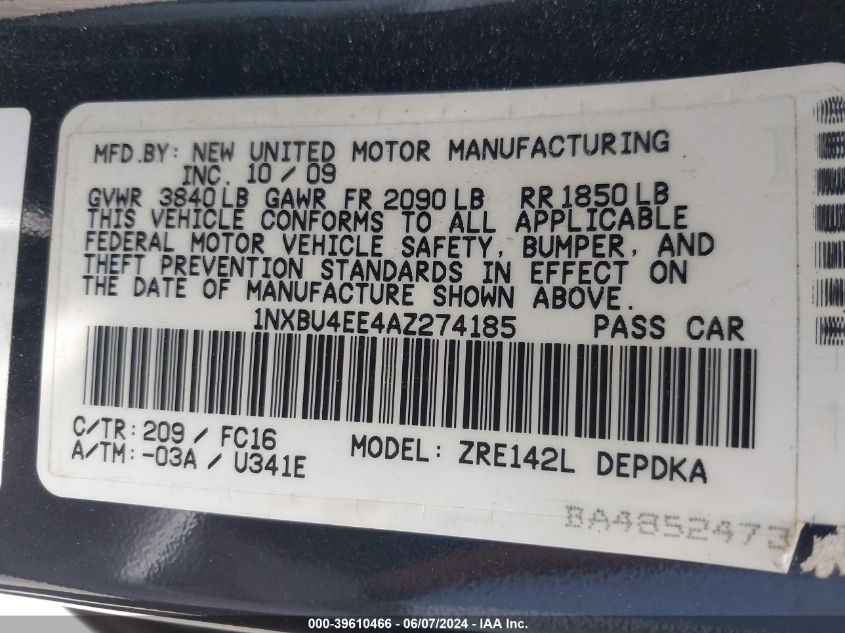 MFD.BY: NEW UNITED MOTOR MANUFACTURING
INC. 10 / 09
GVWR 3840 LB GAWR FR 2090 LB RR 1850 LB
THIS VEHICLE CONFORMS TO ALL APPLICABLE
FEDERAL MOTOR VEHICLE SAFETY, BUMPER, AND
THEFT PREVENTION STANDARDS IN EFFECT ON
THE DATE OF MANUFACTURE SHOWN ABOVE.
1NXBU4EE4AZ274185 PASS CAR
C/TR: 209 / FC16
A/TM: -03A / U341E
MODEL: ZRE142L DEPDKA
BA4852473
000-39610466 - 06/07/2024 - IAA Inc.